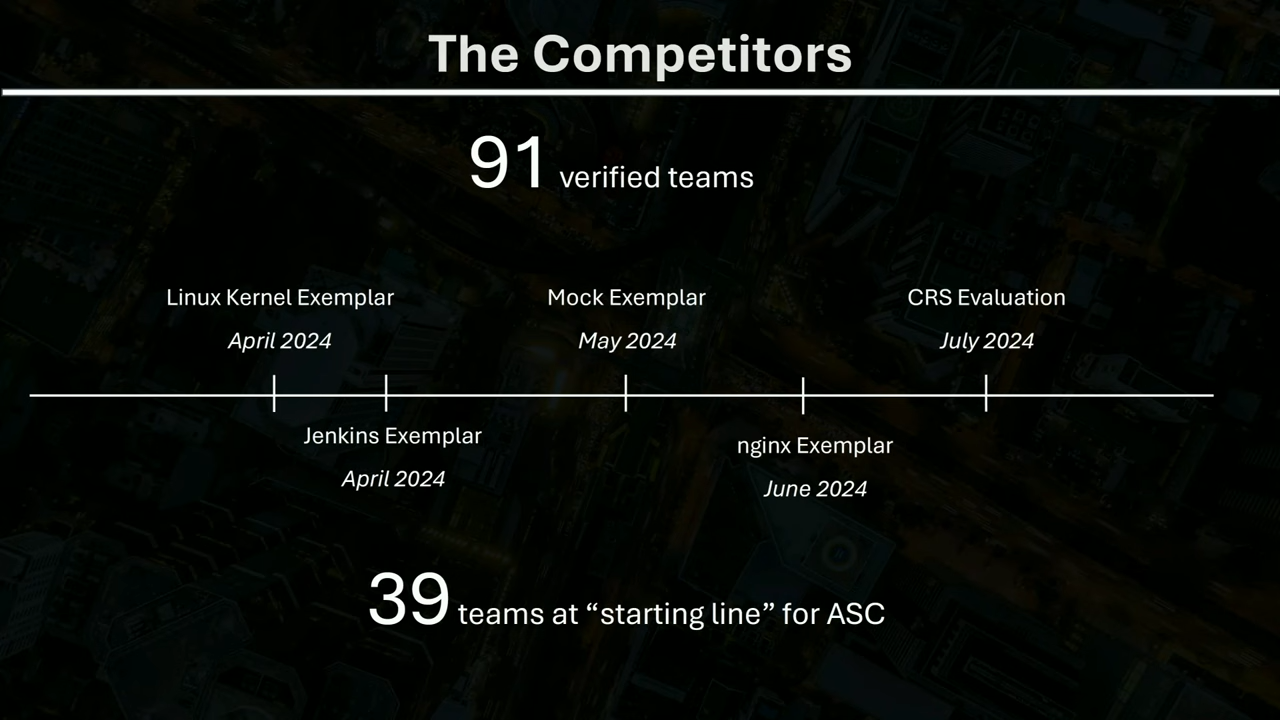 The Competitors
91 verified teams
Linux Kernel Exemplar
April 2024
Mock Exemplar
May 2024
CRS Evaluation
July 2024
Jenkins Exemplar
April 2024
nginx Exemplar
June 2024
39 teams at “starting line” for ASC